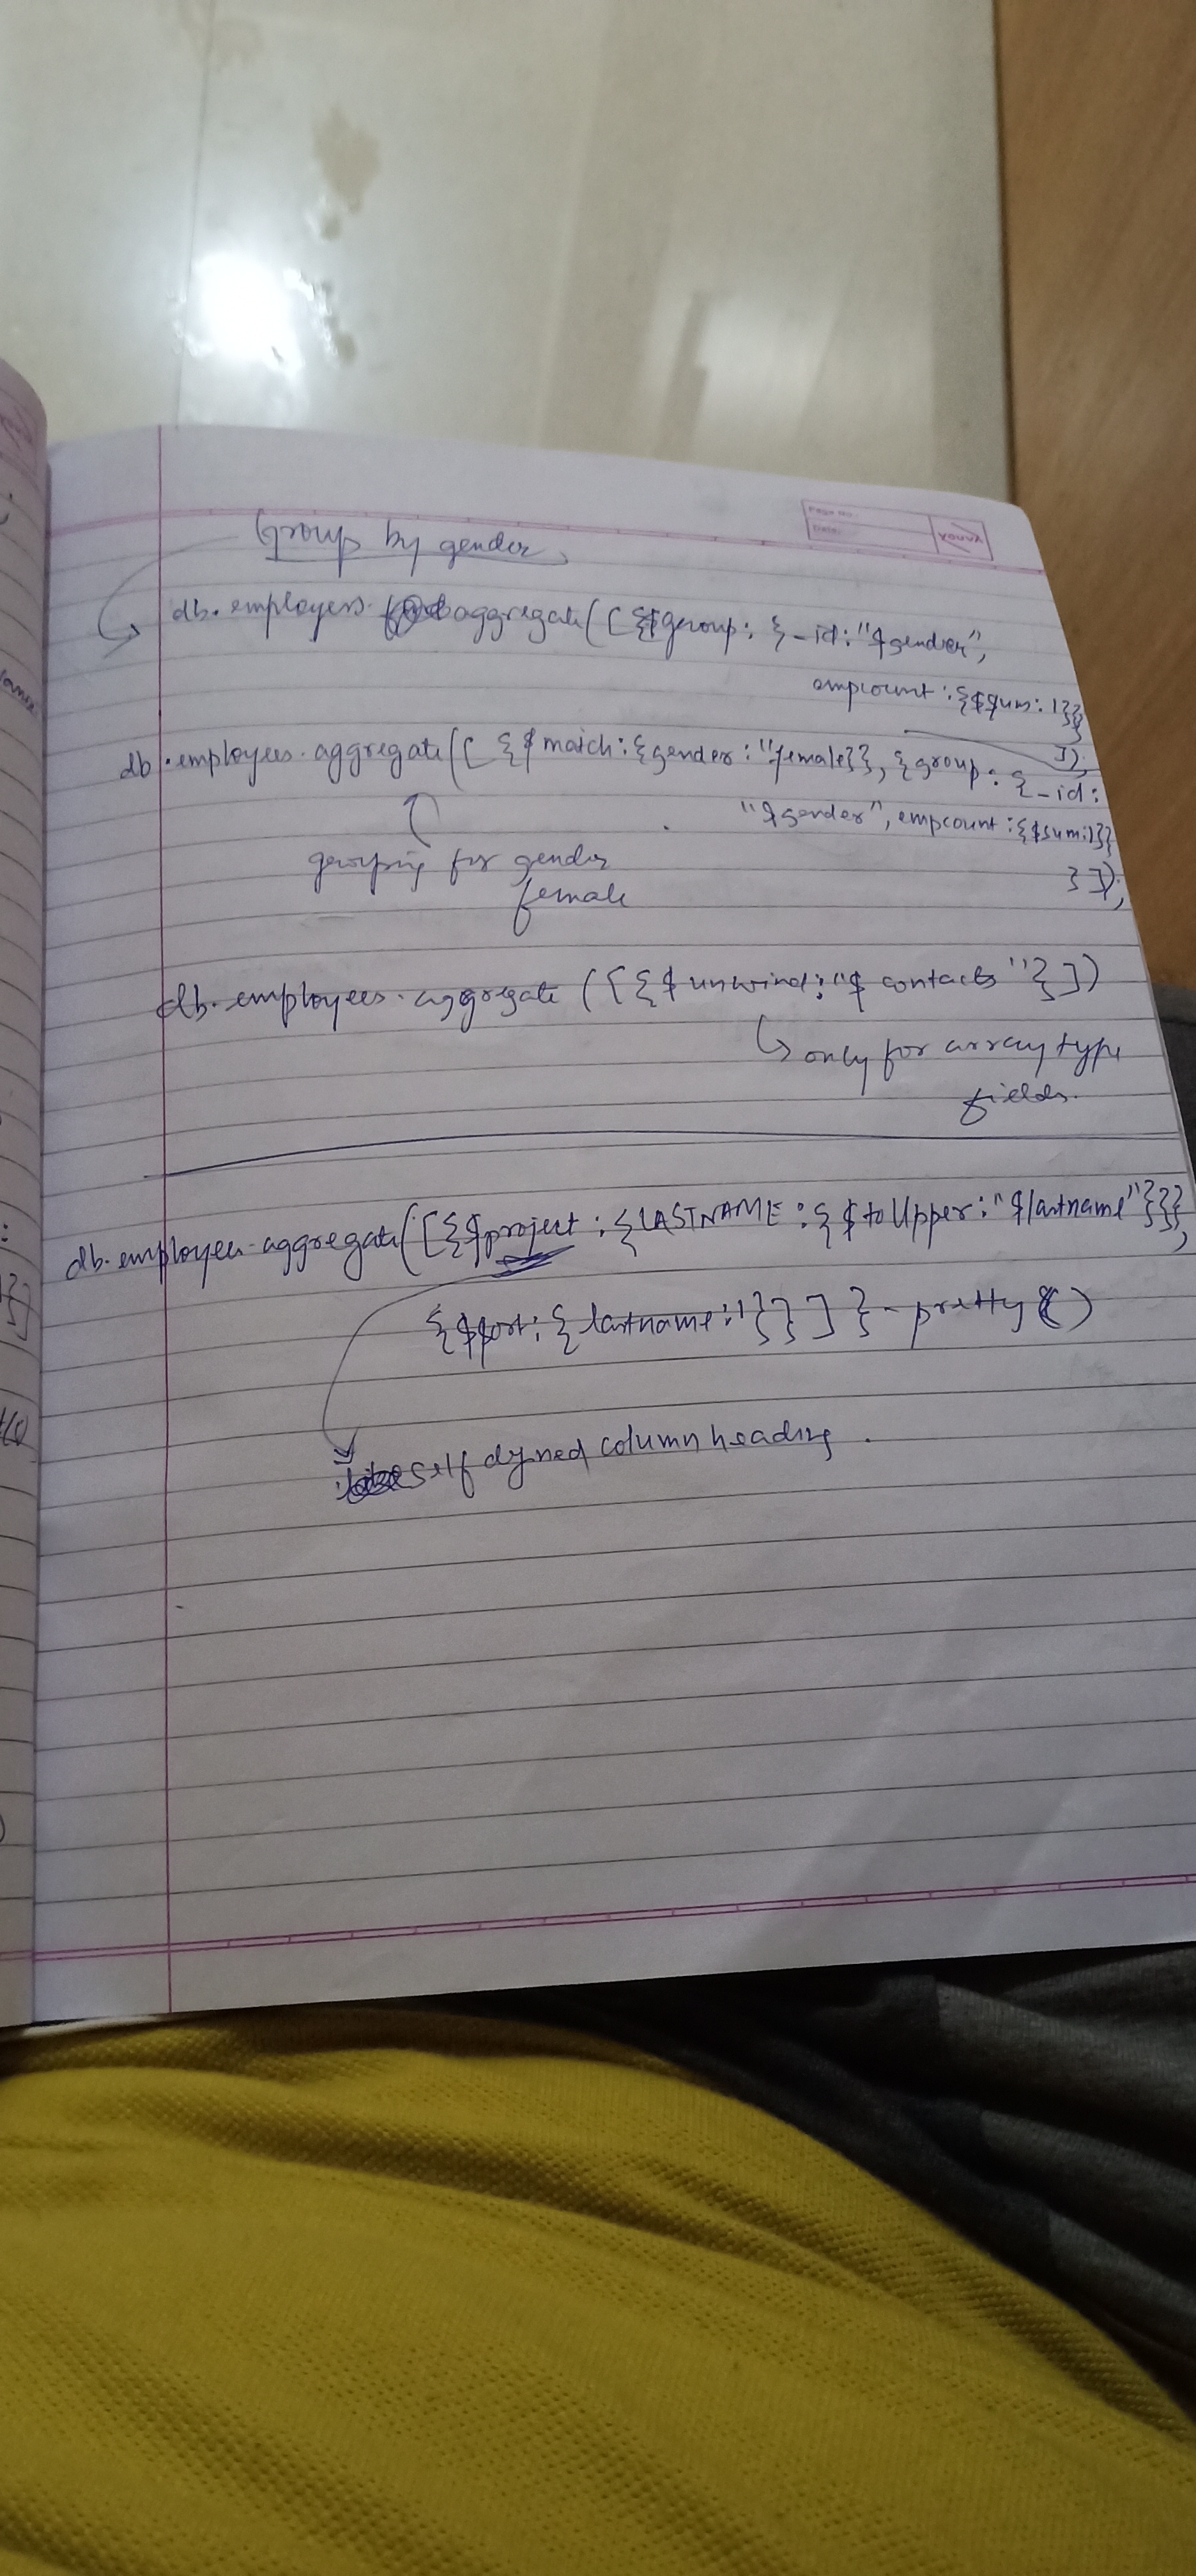 Page No.
Date
YOUVA
Group by gender
db.employees. aggregate([{$group: {_id:"$gender",
empcount:{$sum:1}}
}
]);
db.employees.aggregate([{$match:{gender:"female}}, {group: {_id:
"$gender", empcount:{$sum:1}}
}]);
grouping for gender
female
db.employees.aggregate([{$unwind:"$contacts"}])
↳ only for array type
fields.
db.employees.aggregate([{$project:{LASTNAME:{$toUpper:"$lastname"}}},
{$sort:{lastname:1}}]}.pretty()
self defined column heading.